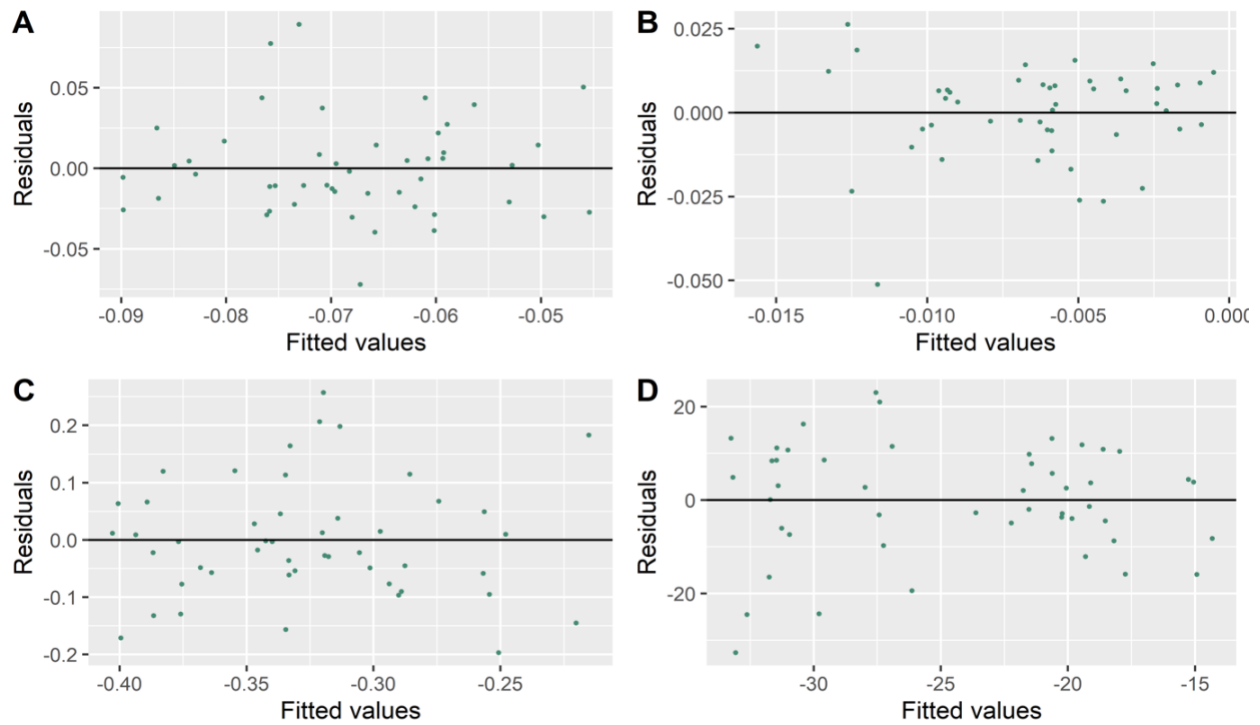 A
Residuals
0.05
0.00
-0.05
-0.09
-0.08
-0.07
-0.06
-0.05
Fitted values
B
Residuals
0.025
0.000
-0.025
-0.050
-0.015
-0.010
-0.005
0.000
Fitted values
C
Residuals
0.2
0.1
0.0
-0.1
-0.2
-0.40
-0.35
-0.30
-0.25
Fitted values
D
Residuals
20
0
-20
-30
-25
-20
-15
Fitted values